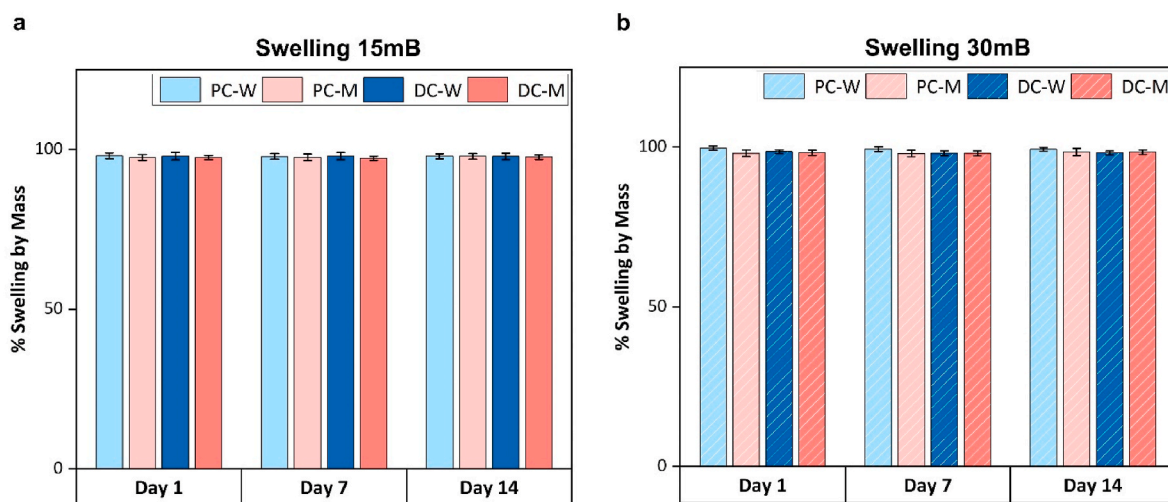 a
Swelling 15mB
PC-W PC-M DC-W DC-M
% Swelling by Mass
100
50
0
Day 1 Day 7 Day 14
b
Swelling 30mB
PC-W PC-M DC-W DC-M
% Swelling by Mass
100
50
0
Day 1 Day 7 Day 14